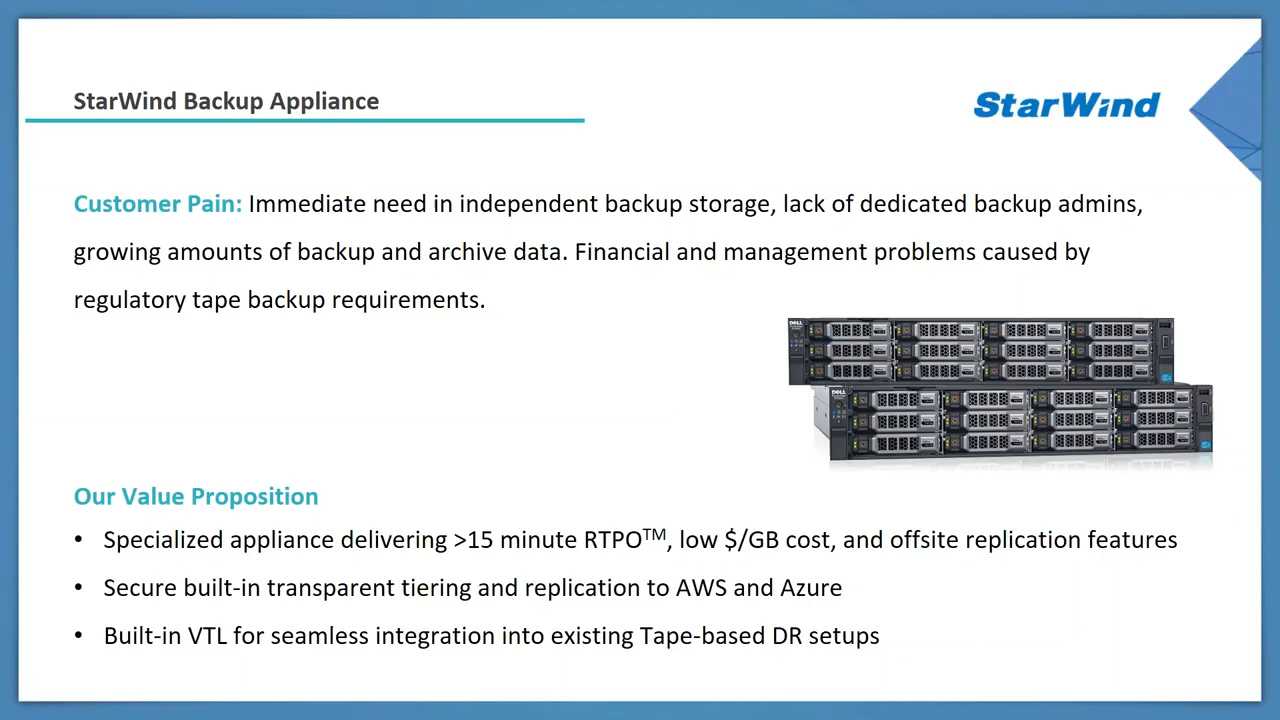 StarWind Backup Appliance
StarWind
Customer Pain: Immediate need in independent backup storage, lack of dedicated backup admins,
growing amounts of backup and archive data. Financial and management problems caused by
regulatory tape backup requirements.
DELL
DELL
Our Value Proposition
• Specialized appliance delivering >15 minute RTPO™, low $/GB cost, and offsite replication features
• Secure built-in transparent tiering and replication to AWS and Azure
• Built-in VTL for seamless integration into existing Tape-based DR setups